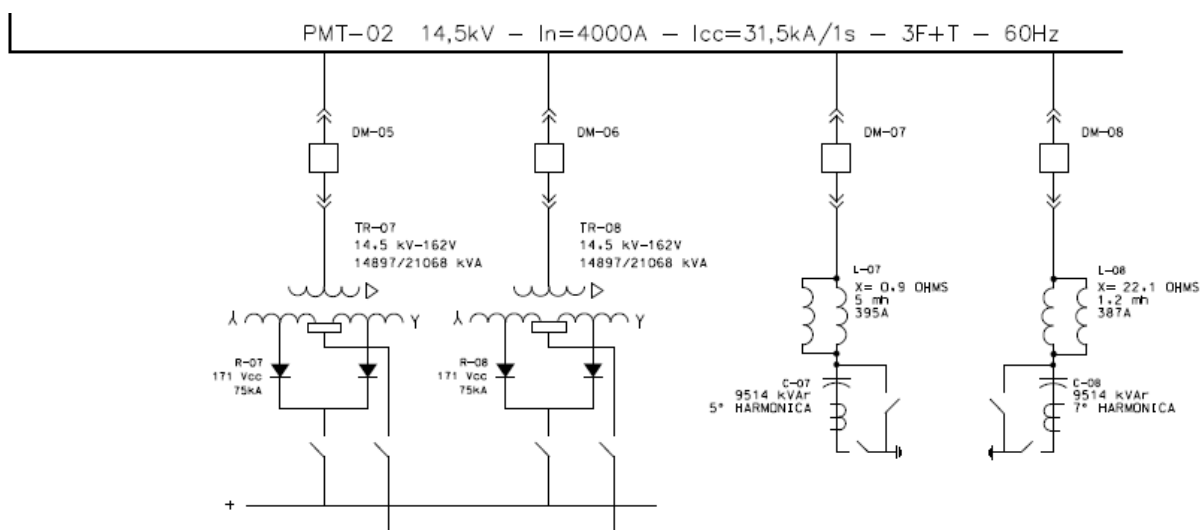 PMT-02 14,5kV - In=4000A - Icc=31,5kA/1s - 3F+T - 60Hz
DM-05
DM-06
DM-07
DM-08
TR-07
14.5 kV-162V
14897/21068 kVA
TR-08
14.5 kV-162V
14897/21068 kVA
L-07
X= 0.9 OHMS
5 mh
395A
L-08
X= 22.1 OHMS
1.2 mh
387A
R-07
171 Vcc
75kA
R-08
171 Vcc
75kA
C-07
9514 kVAr
5° HARMONICA
C-08
9514 kVAr
7° HARMONICA
+